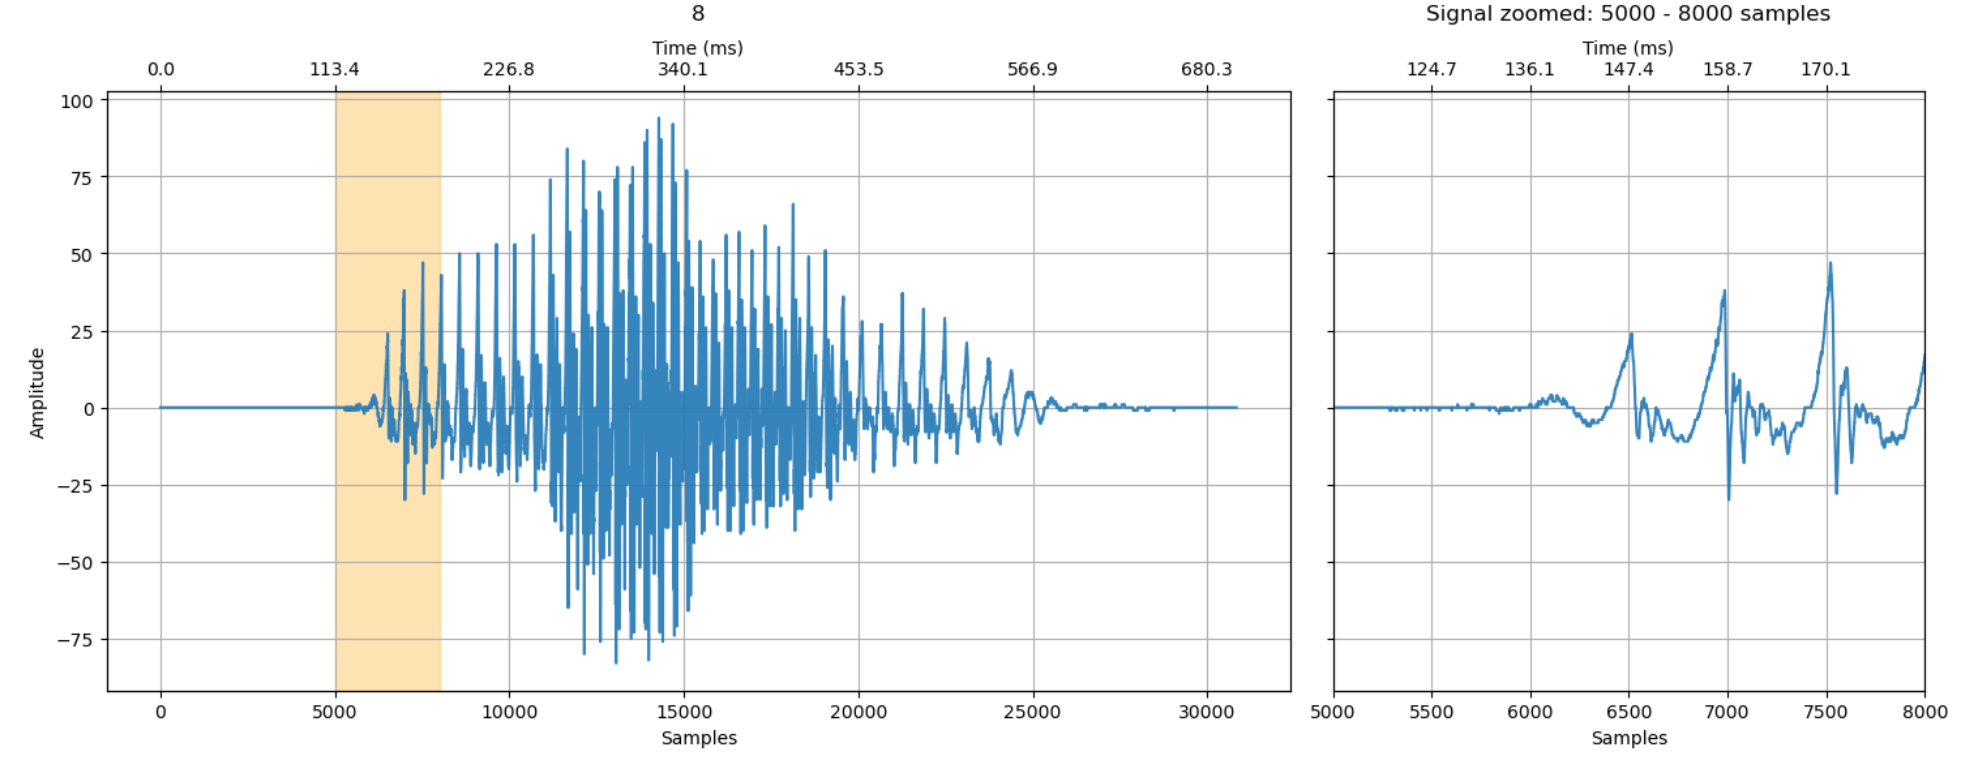 8
Time (ms)
0.0 113.4 226.8 340.1 453.5 566.9 680.3
100
75
50
25
0
−25
−50
−75
Amplitude
0 5000 10000 15000 20000 25000 30000
Samples
Signal zoomed: 5000 - 8000 samples
Time (ms)
124.7 136.1 147.4 158.7 170.1
5000 5500 6000 6500 7000 7500 8000
Samples